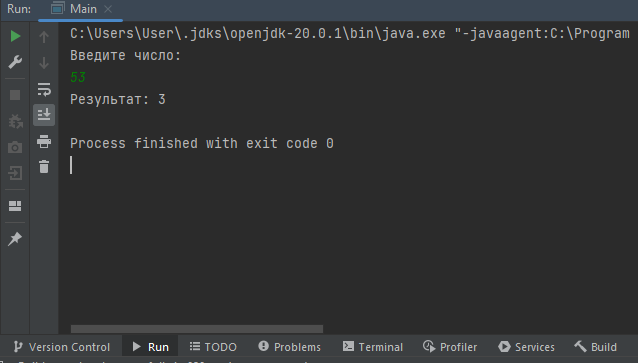 Run: Main
C:\Users\User\.jdks\openjdk-20.0.1\bin\java.exe "-javaagent:C:\Program
Введите число:
53
Результат: 3
Process finished with exit code 0
Version Control Run TODO Problems Terminal Profiler Services Build